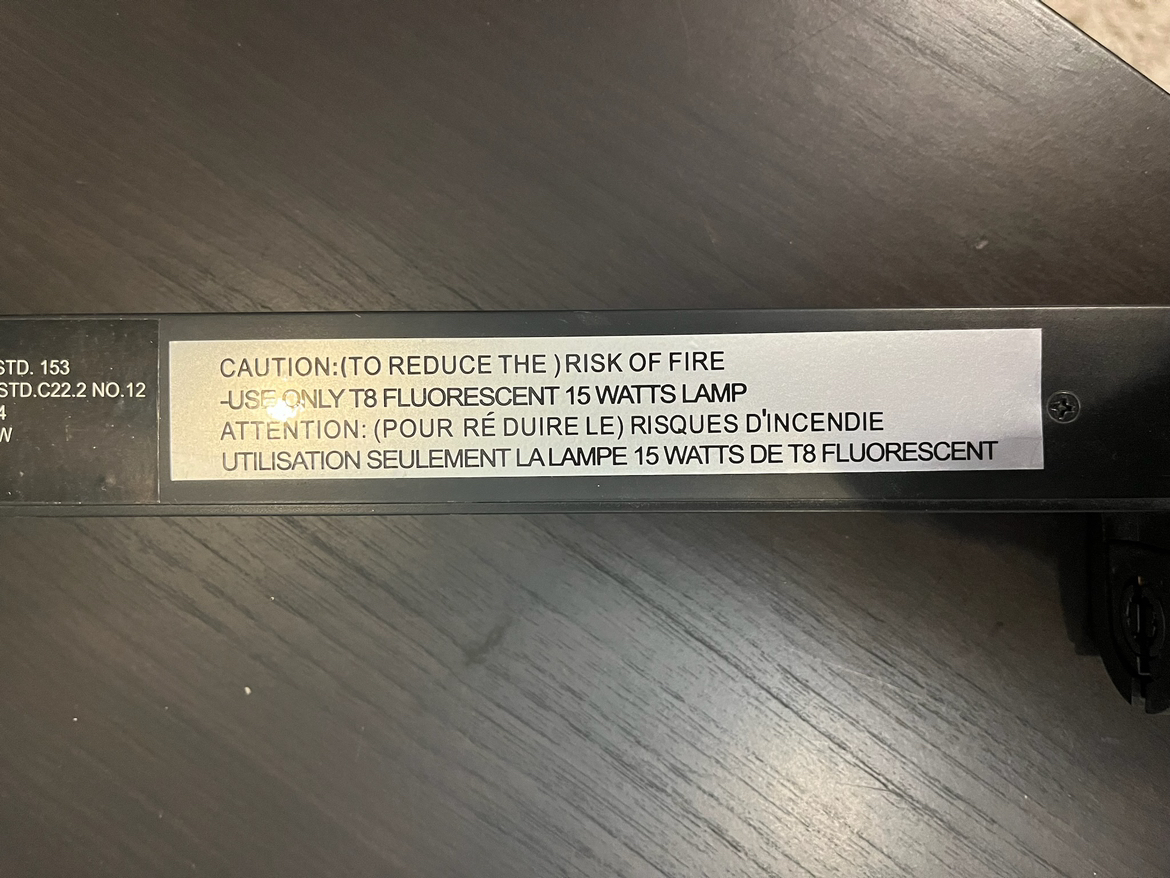 STD. 153
STD.C22.2 NO.12
4
W
CAUTION:(TO REDUCE THE )RISK OF FIRE
-USE ONLY T8 FLUORESCENT 15 WATTS LAMP
ATTENTION: (POUR RÉ DUIRE LE) RISQUES D'INCENDIE
UTILISATION SEULEMENT LA LAMPE 15 WATTS DE T8 FLUORESCENT